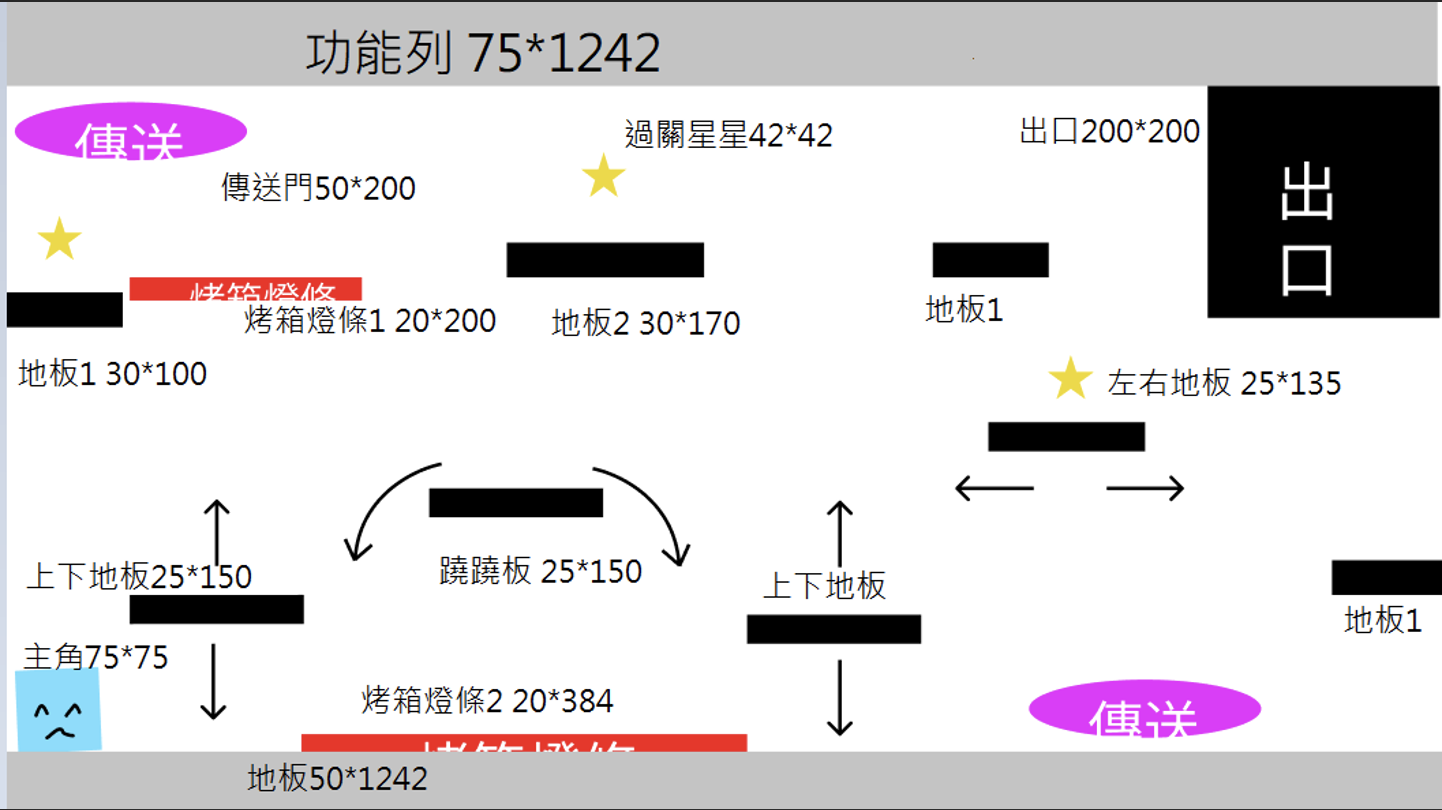 功能列 75*1242
傳送
過關星星42*42
出口200*200
出口
傳送門50*200
烤箱燈條
烤箱燈條1 20*200
地板2 30*170
地板1
地板1 30*100
左右地板 25*135
上下地板25*150
蹺蹺板 25*150
上下地板
地板1
主角75*75
烤箱燈條2 20*384
傳送
烤箱燈條
地板50*1242